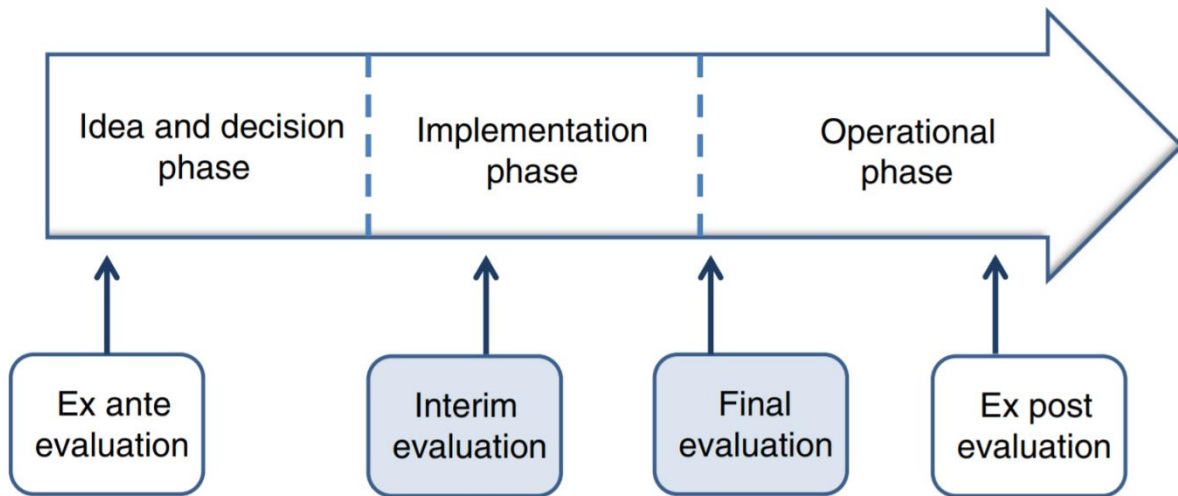 Idea and decision
phase
Implementation
phase
Operational
phase
Ex ante
evaluation
Interim
evaluation
Final
evaluation
Ex post
evaluation